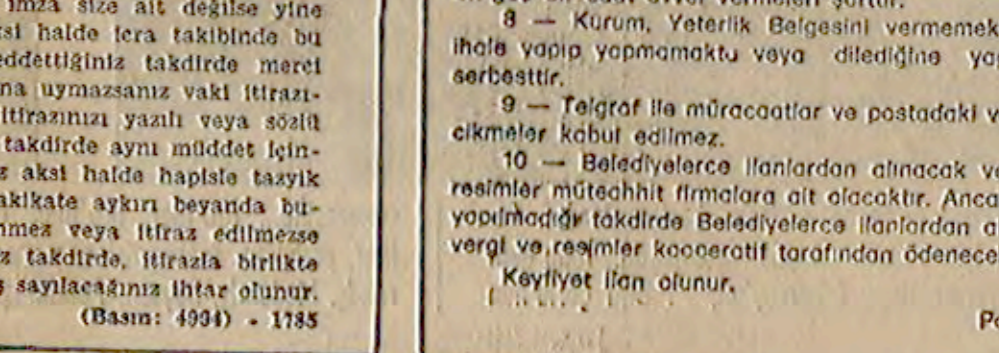 imza size ait değilse yine
si halde icra takibinde bu
eddettiğiniz takdirde merci
na uymazsanız vaki itirazı-
itirazınızı yazılı veya sözlü
takdirde aynı müddet için-
z aksi halde hapisle tazyik
akikate aykırı beyanda bu-
nmez veya itiraz edilmezse
z takdirde, itirazla birlikte
ş sayılacağınız ihtar olunur.
(Basın: 4994) - 1785
8 — Kurum, Yeterlik Belgesini vermemek
ihale yapıp yapmamakta veya dilediğine ya
serbesttir.
9 — Telgraf ile müracaatlar ve postadaki
cikmeler kabul edilmez.
10 — Belediyelerce ilanlardan alınacak ve
resimler müteahhit firmalara ait olacaktır. Anca
yapılmadığı takdirde Belediyelerce ilanlardan a
vergi ve resimler kooperatif tarafından ödenece
Keyfiyet ilan olunur.